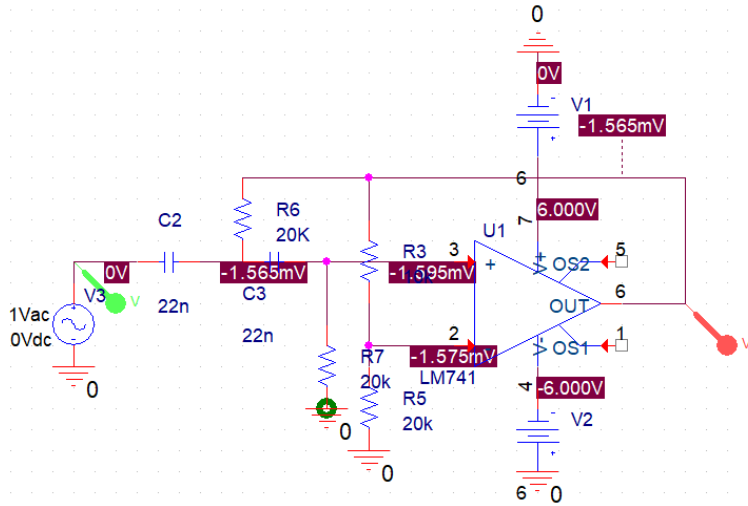 0
0V
V1
-1.565mV
6
6.000V
7
C2
R6
20K
U1
R3
3
+
V+
OS2
5
0V
-1.565mV
-1.595mV
V
V3
22n
C3
OUT
6
1Vac
0Vdc
22n
2
-1.575mV
V-
OS1
1
V
0
R7
20k
LM741
R5
20k
4
-6.000V
V2
0
0
6
0